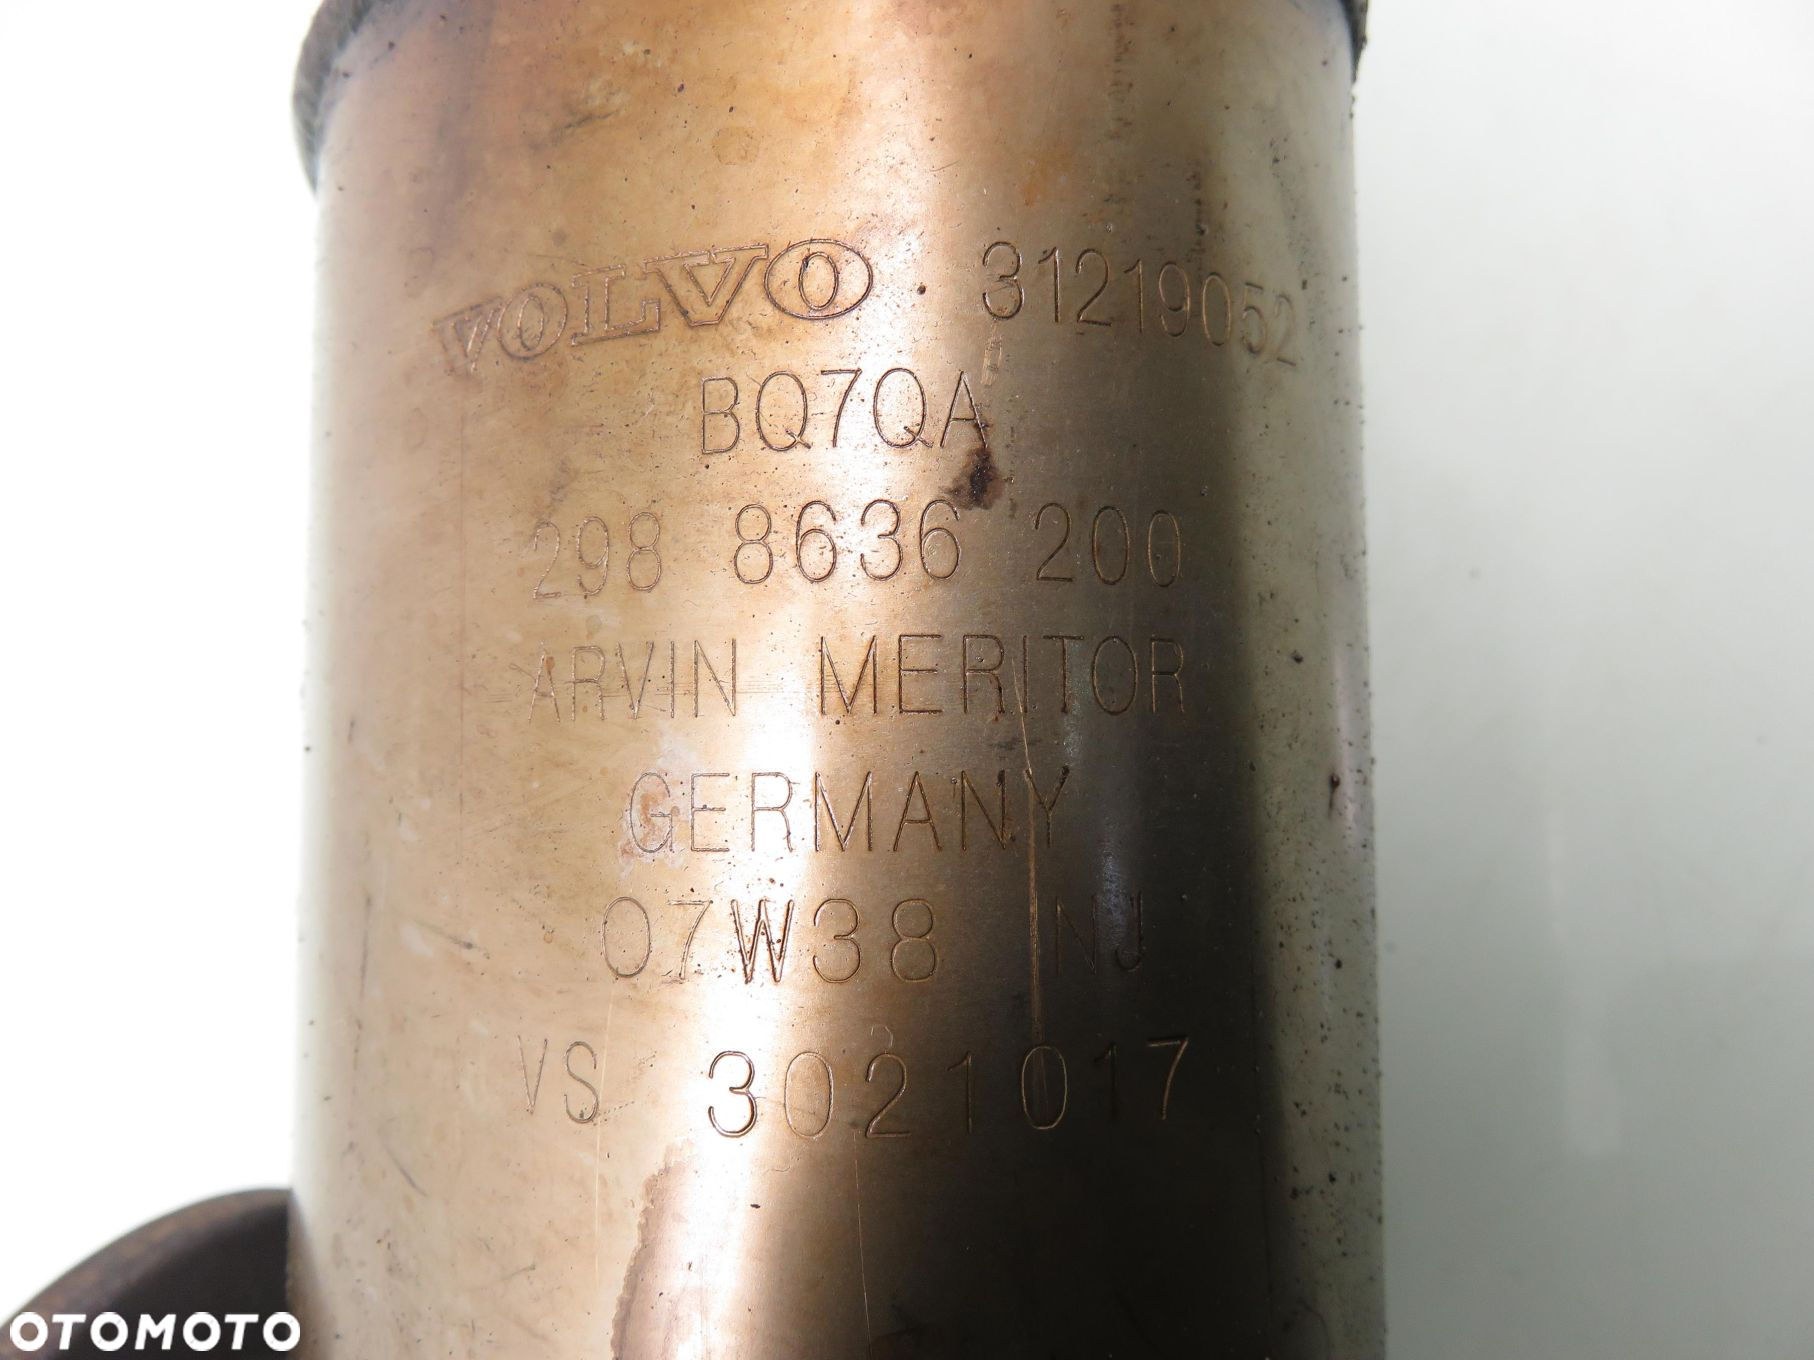 VOLVO 31219052
BQ7QA
298 8636 200
ARVIN MERITOR
GERMANY
07W38 NJ
VS 3021017
OTOMOTO